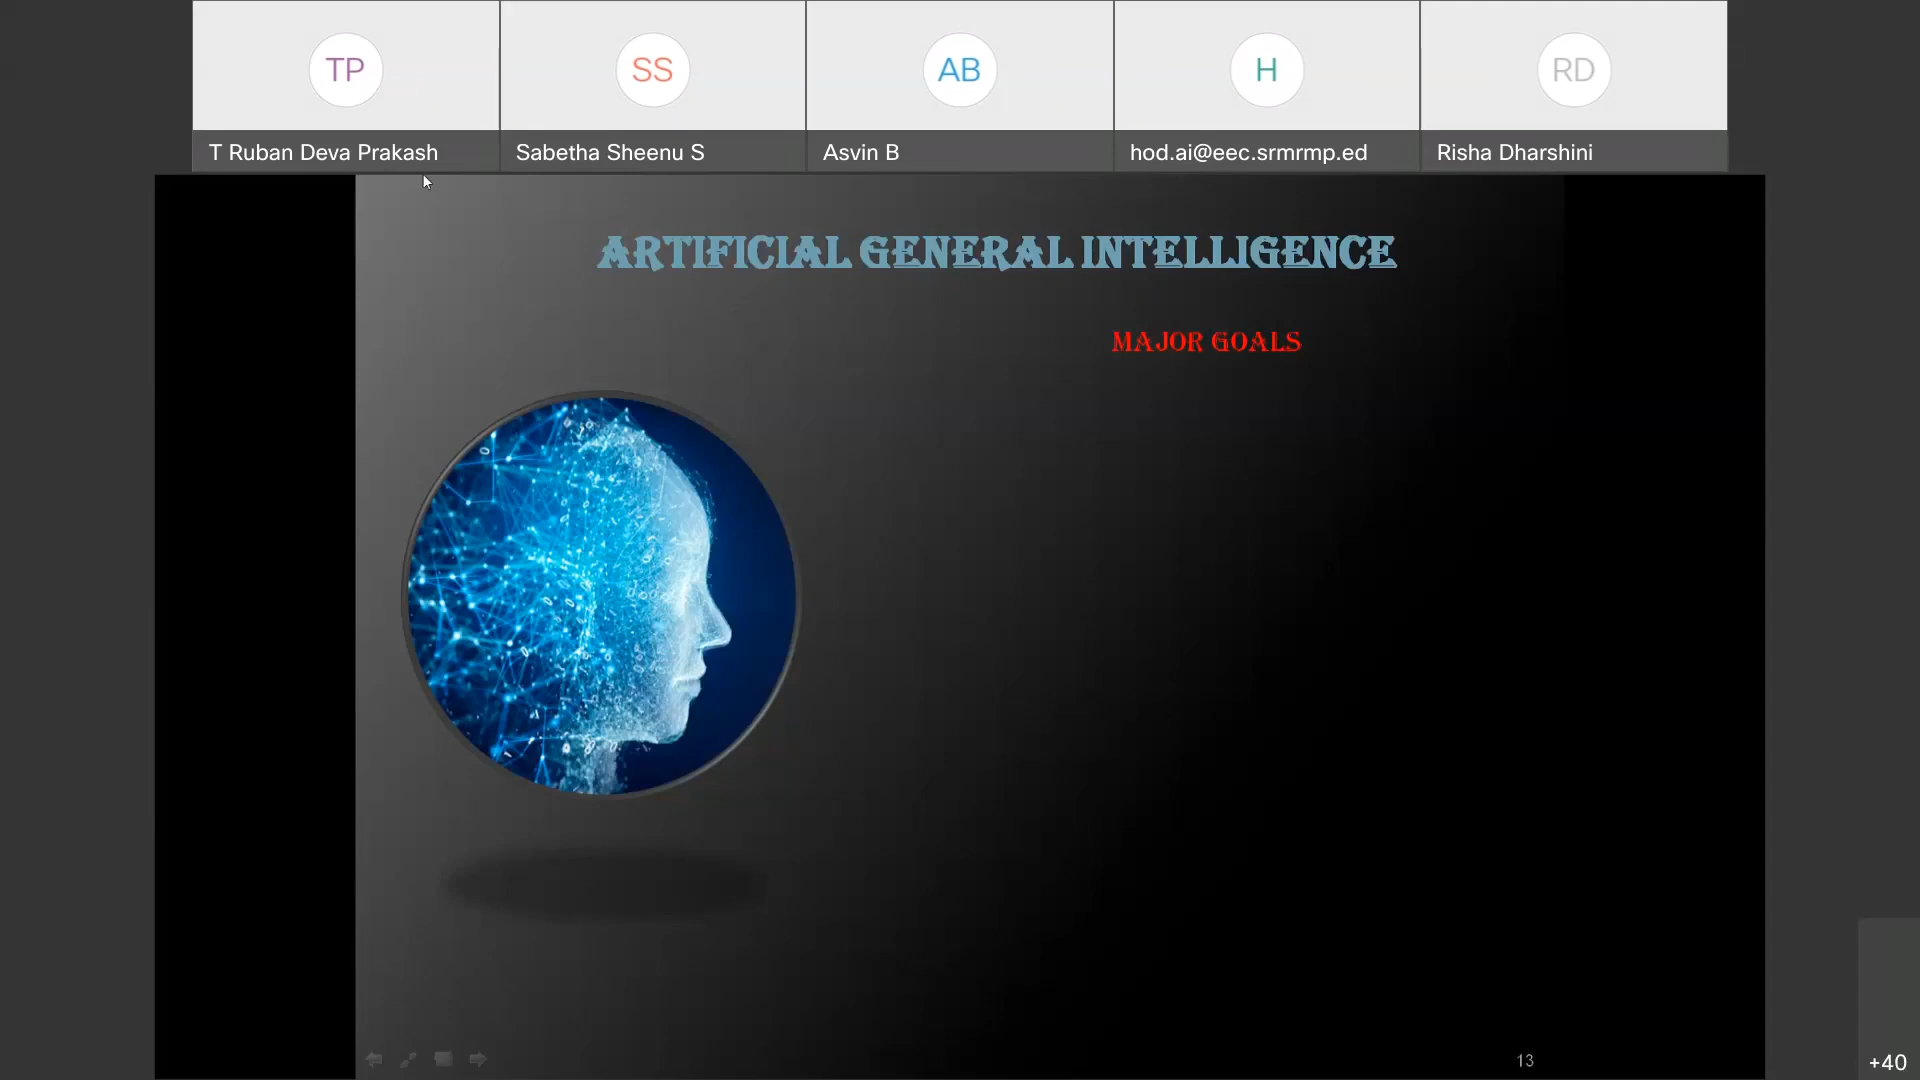 TP
SS
AB
H
RD
T Ruban Deva Prakash
Sabetha Sheenu S
Asvin B
hod.ai@eec.srmrmp.ed
Risha Dharshini
ARTIFICIAL GENERAL INTELLIGENCE
MAJOR GOALS
13
+40